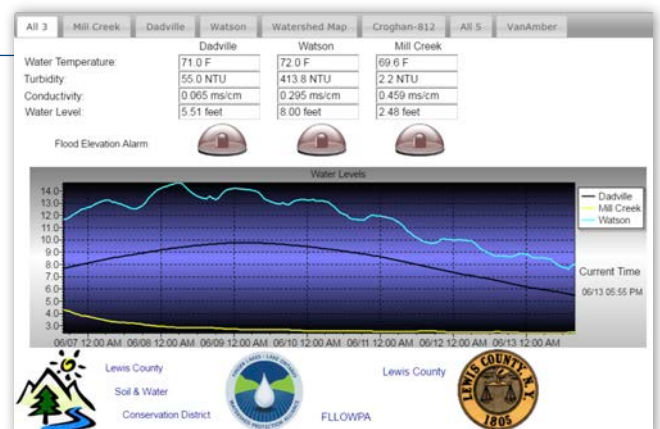 All 3 Mill Creek Dadville Watson Watershed Map Croghan-812 All 5 VanAmber
Dadville Watson Mill Creek
Water Temperature: 71.0 F 72.0 F 69.6 F
Turbidity: 55.0 NTU 413.8 NTU 2.2 NTU
Conductivity: 0.065 ms/cm 0.295 ms/cm 0.459 ms/cm
Water Level: 5.51 feet 8.00 feet 2.48 feet
Flood Elevation Alarm
Water Levels
14.0
13.0
12.0
11.0
10.0
9.0
8.0
7.0
6.0
5.0
4.0
3.0
Dadville
Mill Creek
Watson
Current Time
06/13 05:55 PM
06/07 12:00 AM 06/08 12:00 AM 06/09 12:00 AM 06/10 12:00 AM 06/11 12:00 AM 06/12 12:00 AM 06/13 12:00 AM
Lewis County
Soil & Water
Conservation District
FINGER LAKES - LAKE ONTARIO
WATERSHED PROTECTION ALLIANCE
FLLOWPA
Lewis County
LEWIS COUNTY, N.Y.
1805